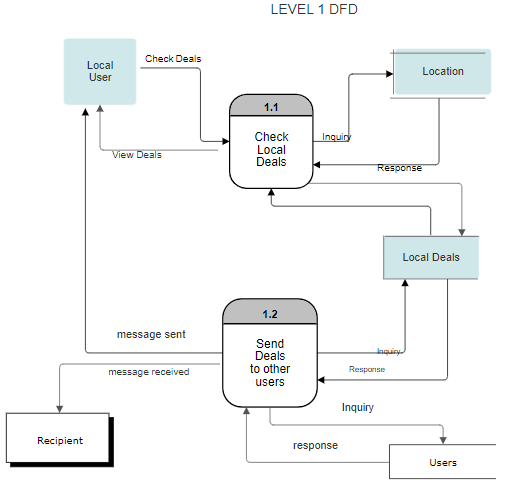 LEVEL 1 DFD
Local
User
Check Deals
Location
1.1
Check
Local
Deals
Inquiry
View Deals
Response
Local Deals
1.2
Send
Deals
to other
users
message sent
Inquiry
message received
Response
Inquiry
Recipient
response
Users